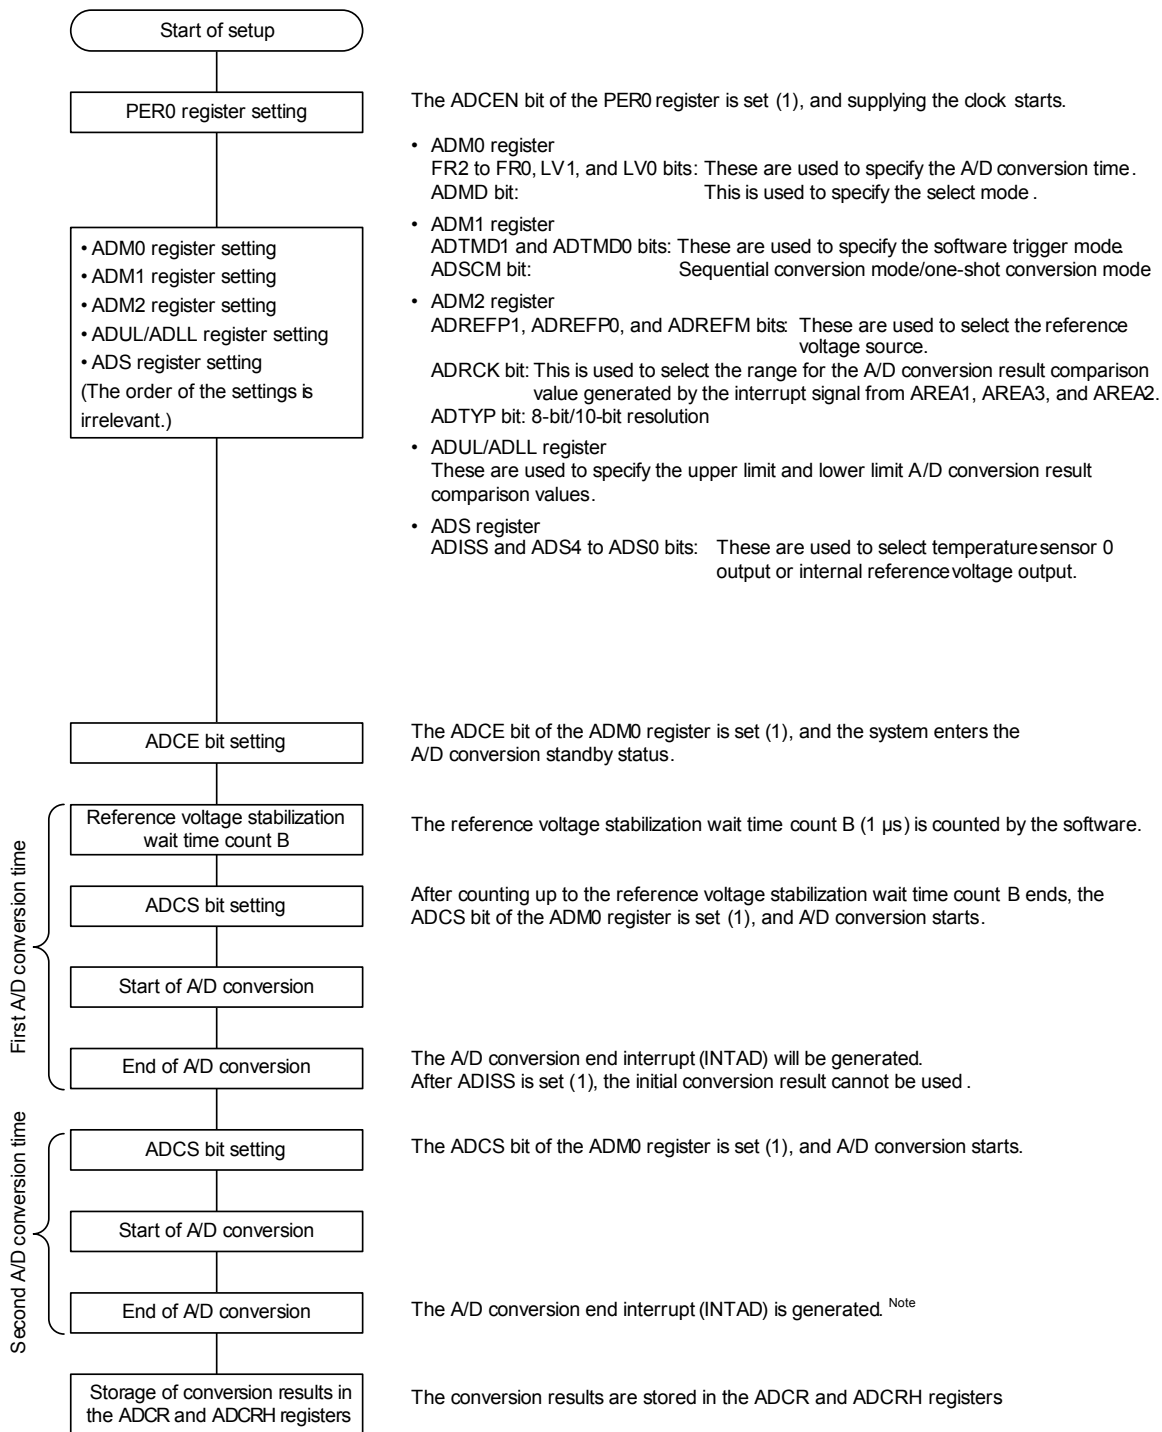 Start of setup
PER0 register setting
The ADCEN bit of the PER0 register is set (1), and supplying the clock starts.
• ADM0 register setting
• ADM1 register setting
• ADM2 register setting
• ADUL/ADLL register setting
• ADS register setting
(The order of the settings is
irrelevant.)
• ADM0 register
FR2 to FR0, LV1, and LV0 bits: These are used to specify the A/D conversion time.
ADMD bit: This is used to specify the select mode.
• ADM1 register
ADTMD1 and ADTMD0 bits: These are used to specify the software trigger mode.
ADSCM bit: Sequential conversion mode/one-shot conversion mode
• ADM2 register
ADREFP1, ADREFP0, and ADREFM bits: These are used to select the reference
voltage source.
ADRCK bit: This is used to select the range for the A/D conversion result comparison
value generated by the interrupt signal from AREA1, AREA3, and AREA2.
ADTYP bit: 8-bit/10-bit resolution
• ADUL/ADLL register
These are used to specify the upper limit and lower limit A/D conversion result
comparison values.
• ADS register
ADISS and ADS4 to ADS0 bits: These are used to select temperature sensor 0
output or internal reference voltage output.
ADCE bit setting
The ADCE bit of the ADM0 register is set (1), and the system enters the
A/D conversion standby status.
First A/D conversion time
Reference voltage stabilization
wait time count B
The reference voltage stabilization wait time count B (1 µs) is counted by the software.
ADCS bit setting
After counting up to the reference voltage stabilization wait time count B ends, the
ADCS bit of the ADM0 register is set (1), and A/D conversion starts.
Start of A/D conversion
End of A/D conversion
The A/D conversion end interrupt (INTAD) will be generated.
After ADISS is set (1), the initial conversion result cannot be used.
Second A/D conversion time
ADCS bit setting
The ADCS bit of the ADM0 register is set (1), and A/D conversion starts.
Start of A/D conversion
End of A/D conversion
The A/D conversion end interrupt (INTAD) is generated. Note
Storage of conversion results in
the ADCR and ADCRH registers
The conversion results are stored in the ADCR and ADCRH registers